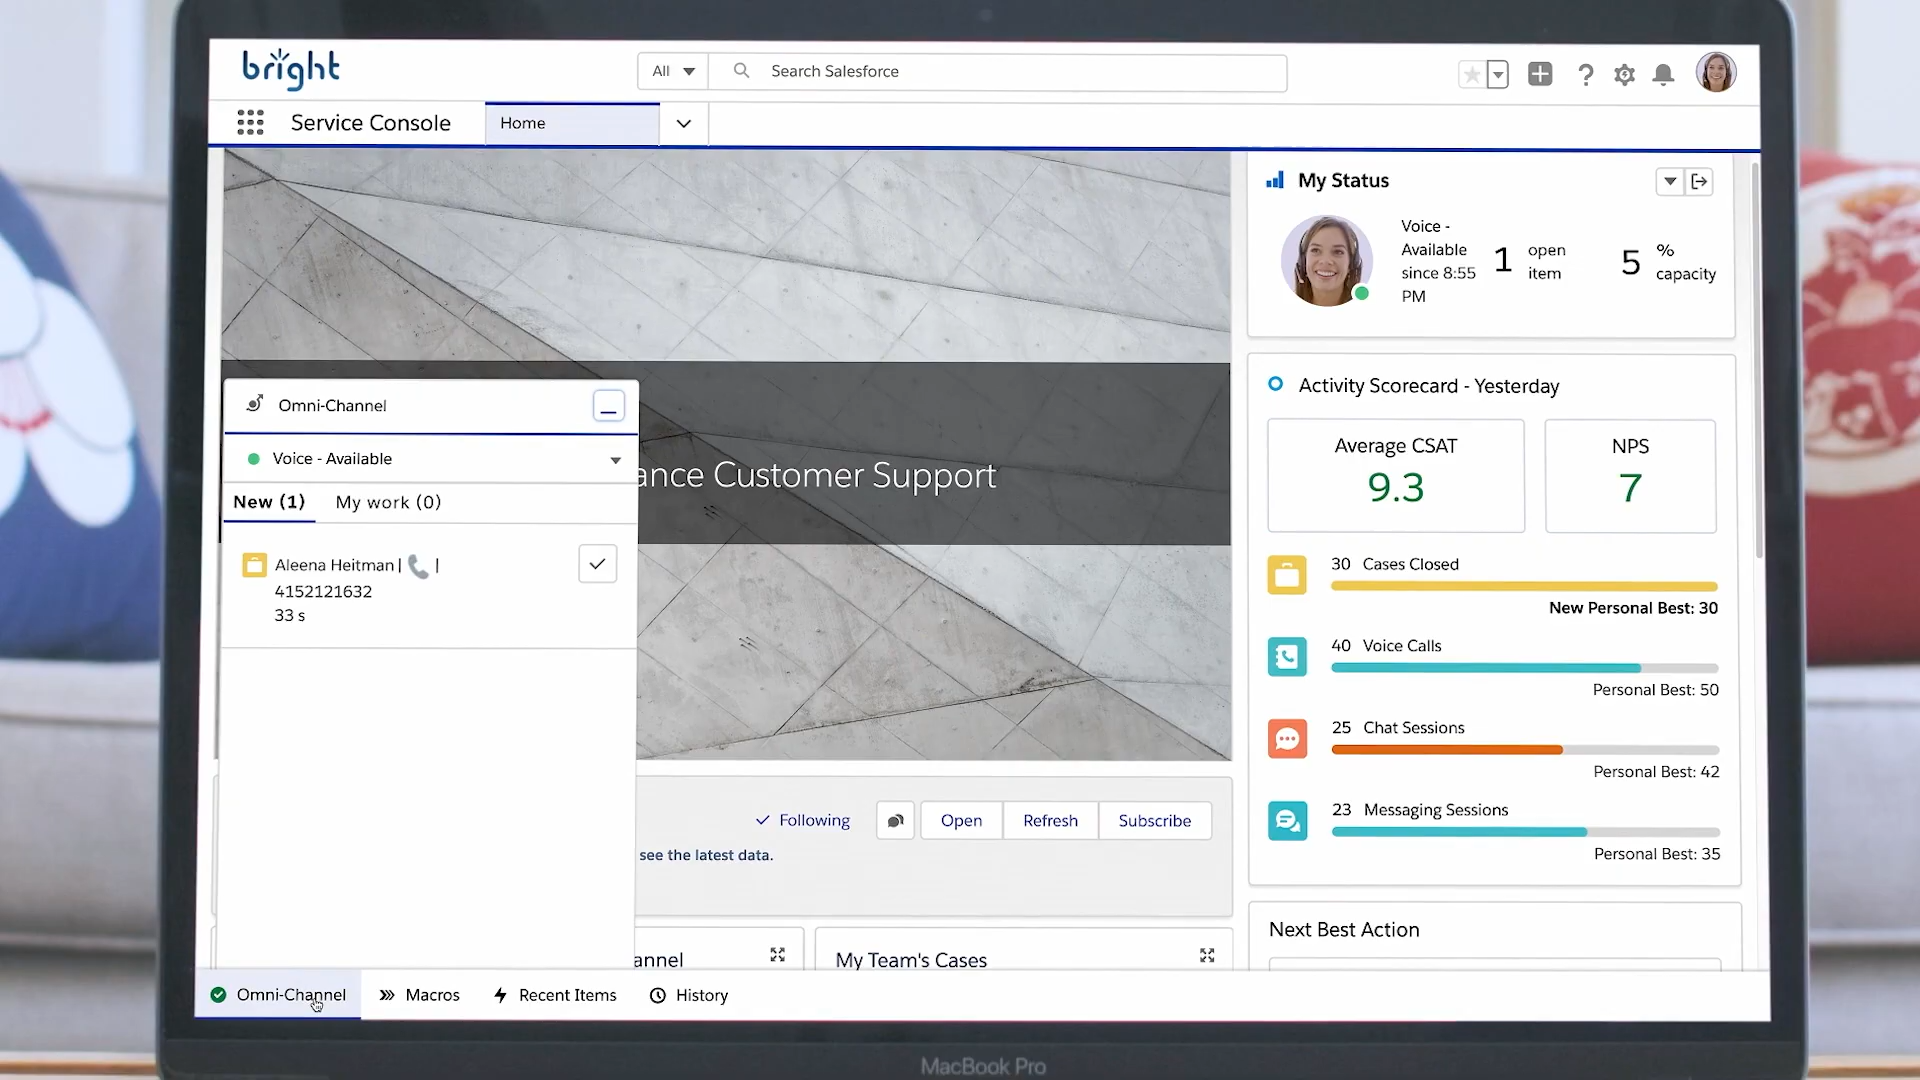 bright
All
Search Salesforce
Service Console
Home
My Status
Voice -
Available
since 8:55
PM
1 open
item
5 %
capacity
Omni-Channel
Voice - Available
New (1)
My work (0)
Aleena Heitman | |
4152121632
33 s
ance Customer Support
Activity Scorecard - Yesterday
Average CSAT
9.3
NPS
7
30 Cases Closed
New Personal Best: 30
40 Voice Calls
Personal Best: 50
25 Chat Sessions
Personal Best: 42
23 Messaging Sessions
Personal Best: 35
Following
Open
Refresh
Subscribe
see the latest data.
annel
My Team's Cases
Next Best Action
Omni-Channel
Macros
Recent Items
History
MacBook Pro